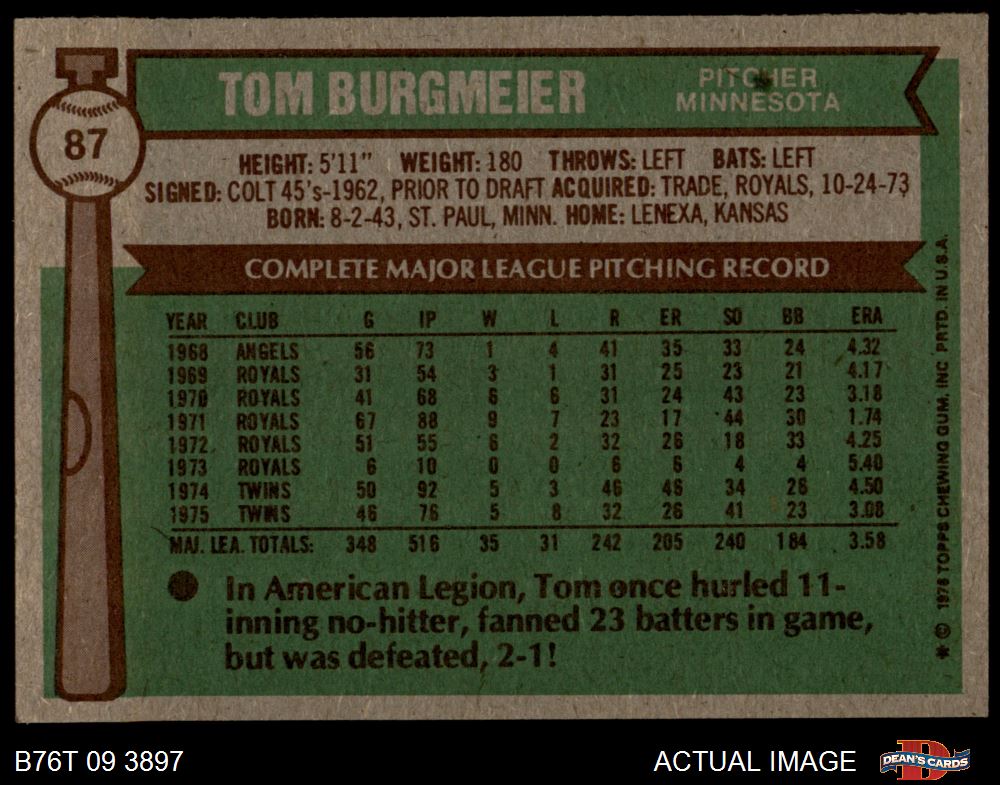 87
TOM BURGMEIER
PITCHER
MINNESOTA
HEIGHT: 5'11" WEIGHT: 180 THROWS: LEFT BATS: LEFT
SIGNED: COLT 45's-1962, PRIOR TO DRAFT ACQUIRED: TRADE, ROYALS, 10-24-73
BORN: 8-2-43, ST. PAUL, MINN. HOME: LENEXA, KANSAS
COMPLETE MAJOR LEAGUE PITCHING RECORD
YEAR CLUB G IP W L R ER SO BB ERA
1968 ANGELS 56 73 1 4 41 35 33 24 4.32
1969 ROYALS 31 54 3 1 31 25 23 21 4.17
1970 ROYALS 41 68 6 6 31 24 43 23 3.18
1971 ROYALS 67 88 9 7 23 17 44 30 1.74
1972 ROYALS 51 55 6 2 32 26 18 33 4.25
1973 ROYALS 6 10 0 0 6 6 4 4 5.40
1974 TWINS 50 92 5 3 46 46 34 26 4.50
1975 TWINS 46 76 5 8 32 26 41 23 3.08
MAJ. LEA. TOTALS: 348 516 35 31 242 205 240 184 3.58
In American Legion, Tom once hurled 11-
inning no-hitter, fanned 23 batters in game,
but was defeated, 2-1!
* © 1976 TOPPS CHEWING GUM, INC PRTD. IN U.S.A.
B76T 09 3897
ACTUAL IMAGE
D
DEAN'S CARDS